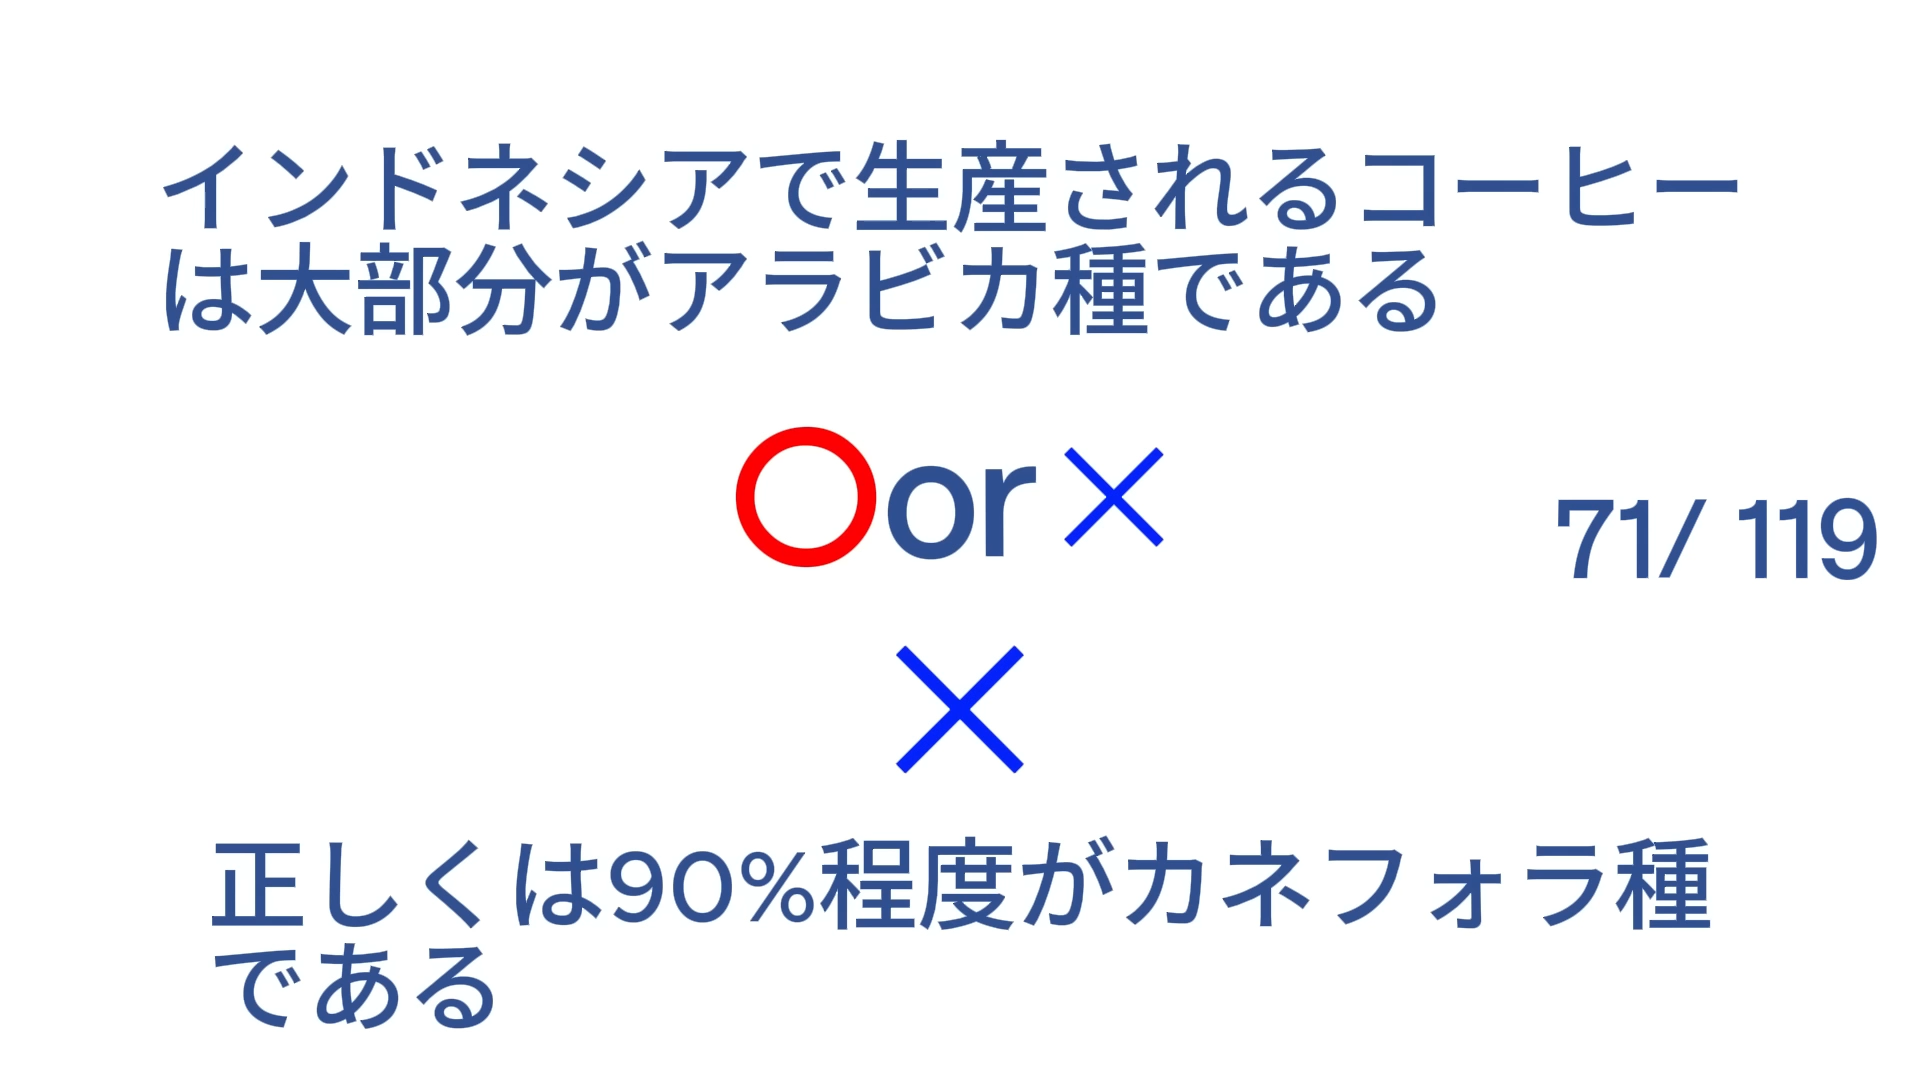 インドネシアで生産されるコーヒー
は大部分がアラビカ種である
〇or×
71/ 119
×
正しくは90%程度がカネフォラ種
である